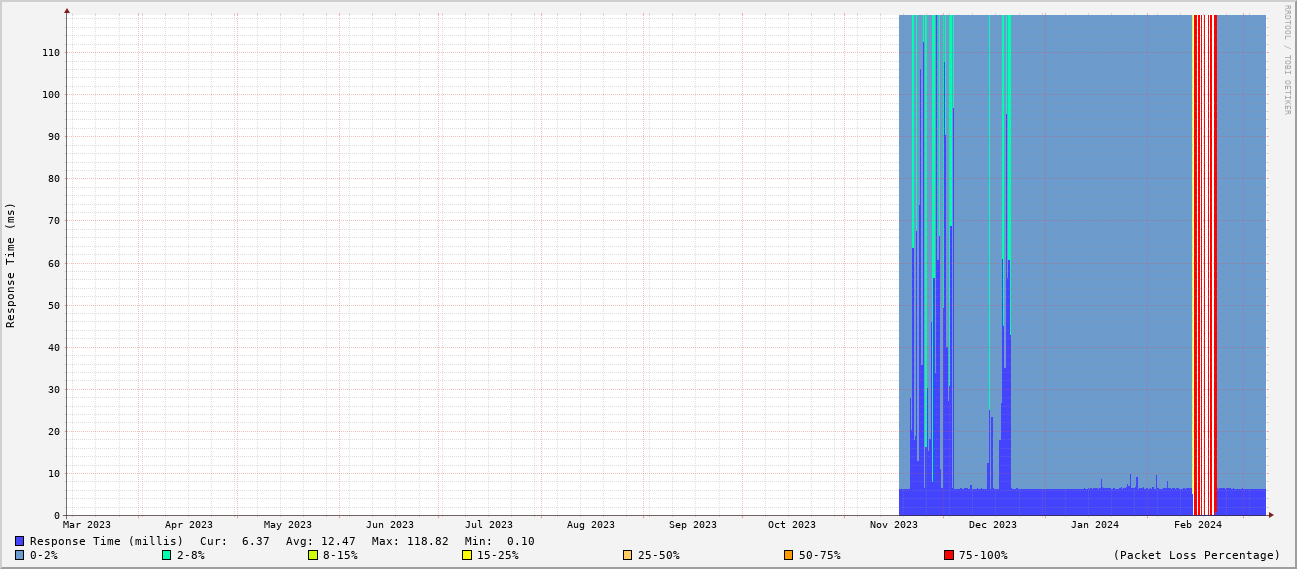 RRDTOOL / TOBI OETIKER
Response Time (ms)
110
100
90
80
70
60
50
40
30
20
10
0
Mar 2023 Apr 2023 May 2023 Jun 2023 Jul 2023 Aug 2023 Sep 2023 Oct 2023 Nov 2023 Dec 2023 Jan 2024 Feb 2024
Response Time (millis) Cur: 6.37 Avg: 12.47 Max: 118.82 Min: 0.10
0-2% 2-8% 8-15% 15-25% 25-50% 50-75% 75-100% (Packet Loss Percentage)